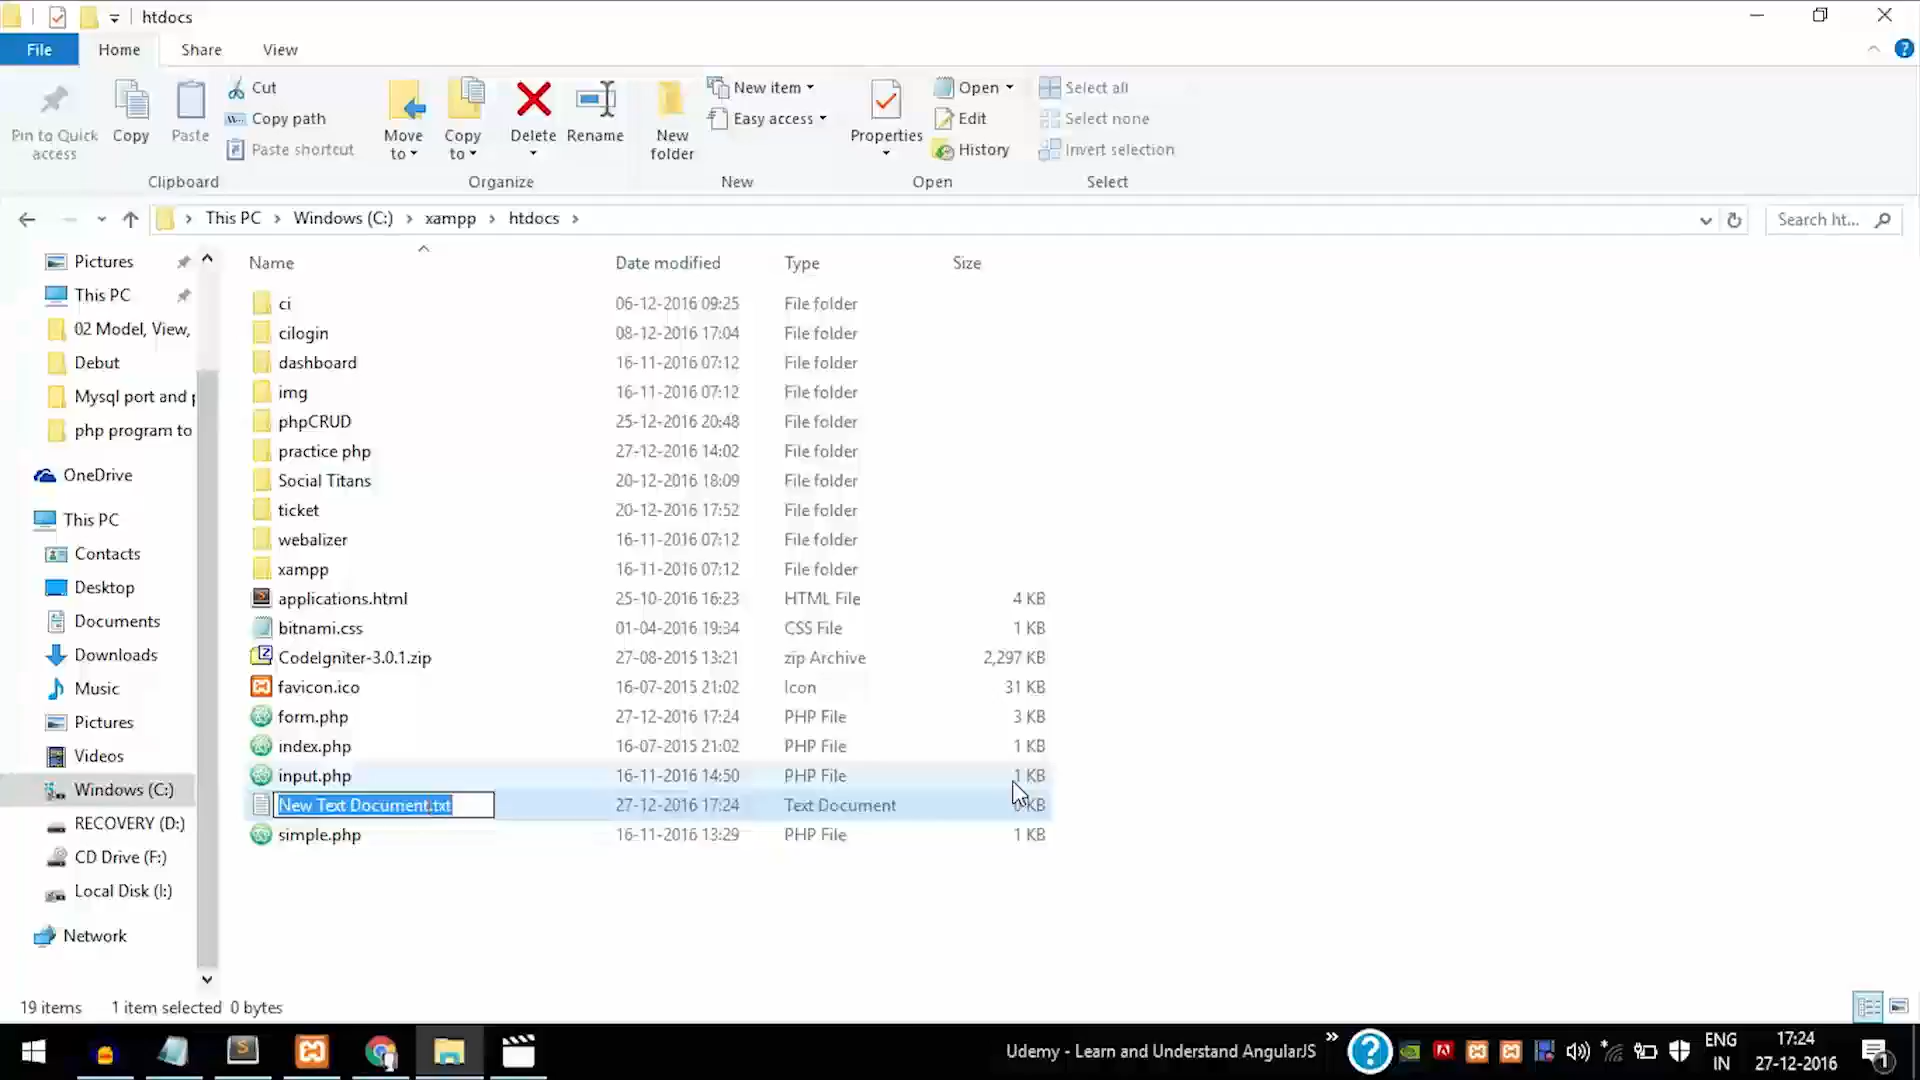 htdocs
File Home Share View
Pin to Quick access
Copy
Paste
Cut
Copy path
Paste shortcut
Clipboard
Move to
Copy to
Delete
Rename
Organize
New folder
New item
Easy access
New
Properties
Open
Edit
History
Open
Select all
Select none
Invert selection
Select
This PC Windows (C:) xampp htdocs
Search ht...
Pictures
This PC
02 Model, View,
Debut
Mysql port and p
php program to
OneDrive
This PC
Contacts
Desktop
Documents
Downloads
Music
Pictures
Videos
Windows (C:)
RECOVERY (D:)
CD Drive (F:)
Local Disk (I:)
Network
Name Date modified Type Size
ci 06-12-2016 09:25 File folder
cilogin 08-12-2016 17:04 File folder
dashboard 16-11-2016 07:12 File folder
img 16-11-2016 07:12 File folder
phpCRUD 25-12-2016 20:48 File folder
practice php 27-12-2016 14:02 File folder
Social Titans 20-12-2016 18:09 File folder
ticket 20-12-2016 17:52 File folder
webalizer 16-11-2016 07:12 File folder
xampp 16-11-2016 07:12 File folder
applications.html 25-10-2016 16:23 HTML File 4 KB
bitnami.css 01-04-2016 19:34 CSS File 1 KB
CodeIgniter-3.0.1.zip 27-08-2015 13:21 zip Archive 2,297 KB
favicon.ico 16-07-2015 21:02 Icon 31 KB
form.php 27-12-2016 17:24 PHP File 3 KB
index.php 16-07-2015 21:02 PHP File 1 KB
input.php 16-11-2016 14:50 PHP File 1 KB
New Text Document.txt 27-12-2016 17:24 Text Document 0 KB
simple.php 16-11-2016 13:29 PHP File 1 KB
19 items 1 item selected 0 bytes
Udemy - Learn and Understand AngularJS
ENG
IN
17:24
27-12-2016
1